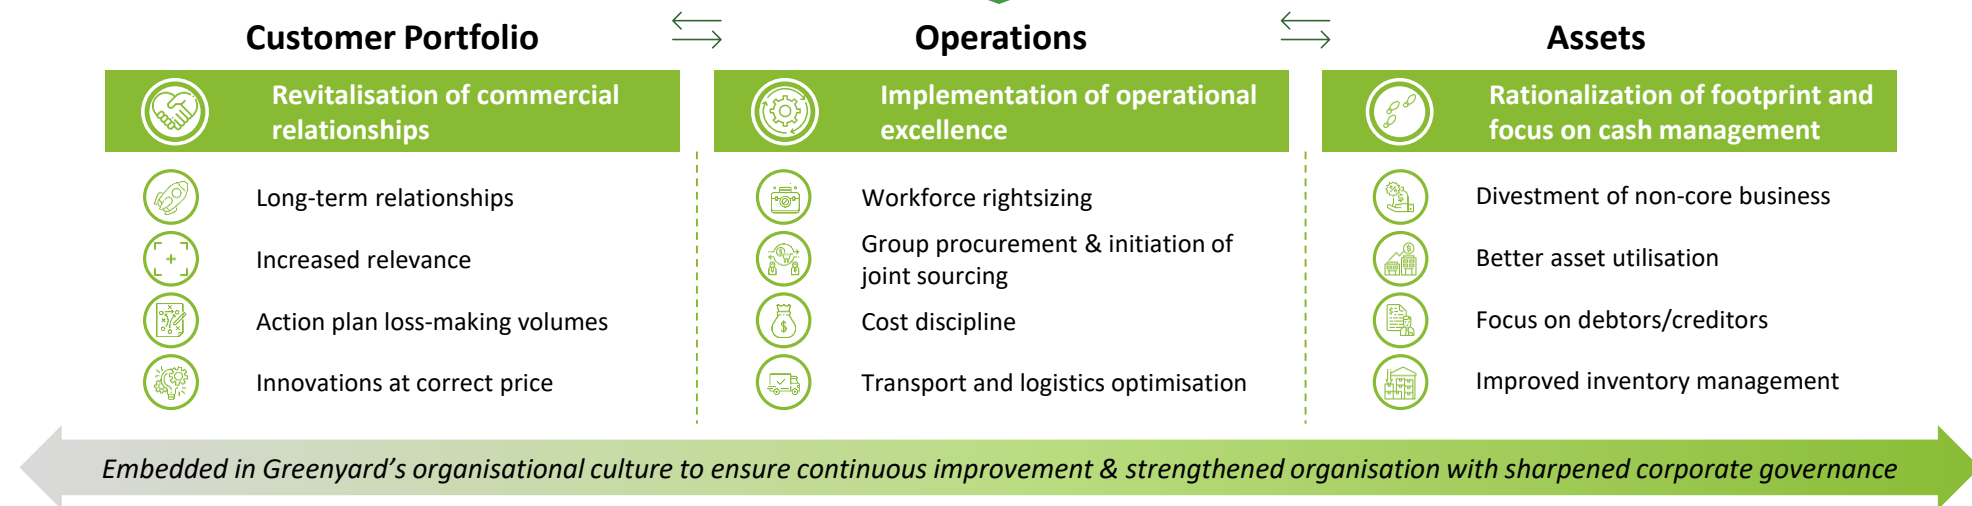 Customer Portfolio
Revitalisation of commercial
relationships
Long-term relationships
Increased relevance
Action plan loss-making volumes
Innovations at correct price
Operations
Implementation of operational
excellence
Workforce rightsizing
Group procurement & initiation of
joint sourcing
Cost discipline
Transport and logistics optimisation
Assets
Rationalization of footprint and
focus on cash management
Divestment of non-core business
Better asset utilisation
Focus on debtors/creditors
Improved inventory management
Embedded in Greenyard’s organisational culture to ensure continuous improvement & strengthened organisation with sharpened corporate governance